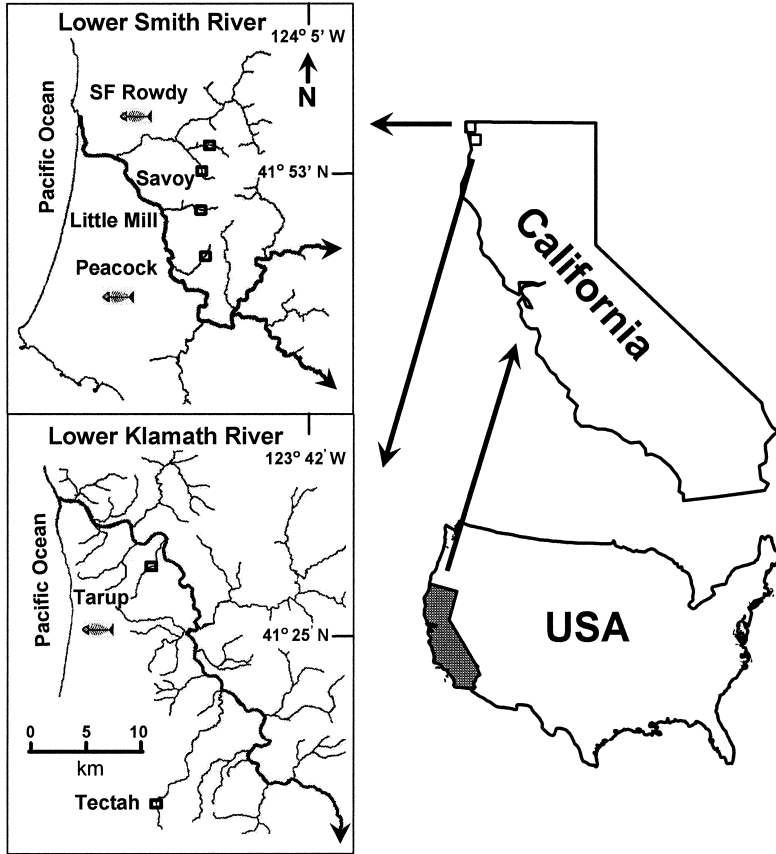 Lower Smith River
124° 5' W
N
SF Rowdy
Pacific Ocean
Savoy
41° 53' N
Little Mill
Peacock
California
Lower Klamath River
123° 42' W
Pacific Ocean
Tarup
41° 25' N
USA
0 5 10
km
Tectah